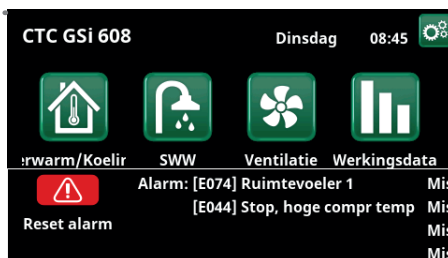 CTC GSi 608 Dinsdag 08:45
erwarm/Koelin SWW Ventilatie Werkingsdata
Alarm: [E074] Ruimtevoeler 1 Mis
[E044] Stop, hoge compr temp Mis
Reset alarm Mis
Mis